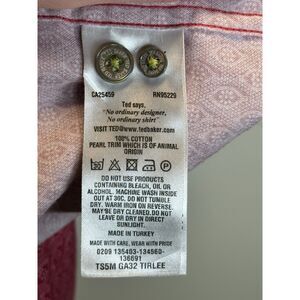 CA25459 RN95229
Ted says,
"No ordinary designer,
No ordinary shirt"
VISIT TED@www.tedbaker.com
100% COTTON
PEARL TRIM WHICH IS OF ANIMAL
ORIGIN
DO NOT USE PRODUCTS
CONTAINING BLEACH, OIL OR
ALCOHOL. MACHINE WASH INSIDE
OUT AT 30C. DO NOT TUMBLE
DRY. WARM IRON ON REVERSE.
MAY BE DRY CLEANED. DO NOT
LEAVE OR DRY IN DIRECT
SUNLIGHT.
MADE IN TURKEY
MADE WITH CARE, WEAR WITH PRIDE
0209 135403-134560-
136691
TS5M GA32 TIRLEE